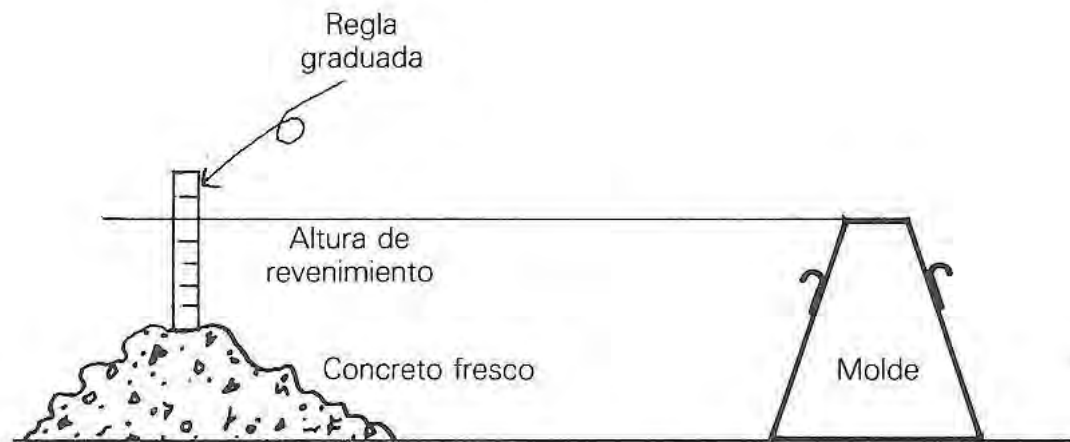 Regla
graduada
Altura de
revenimiento
Concreto fresco
Molde